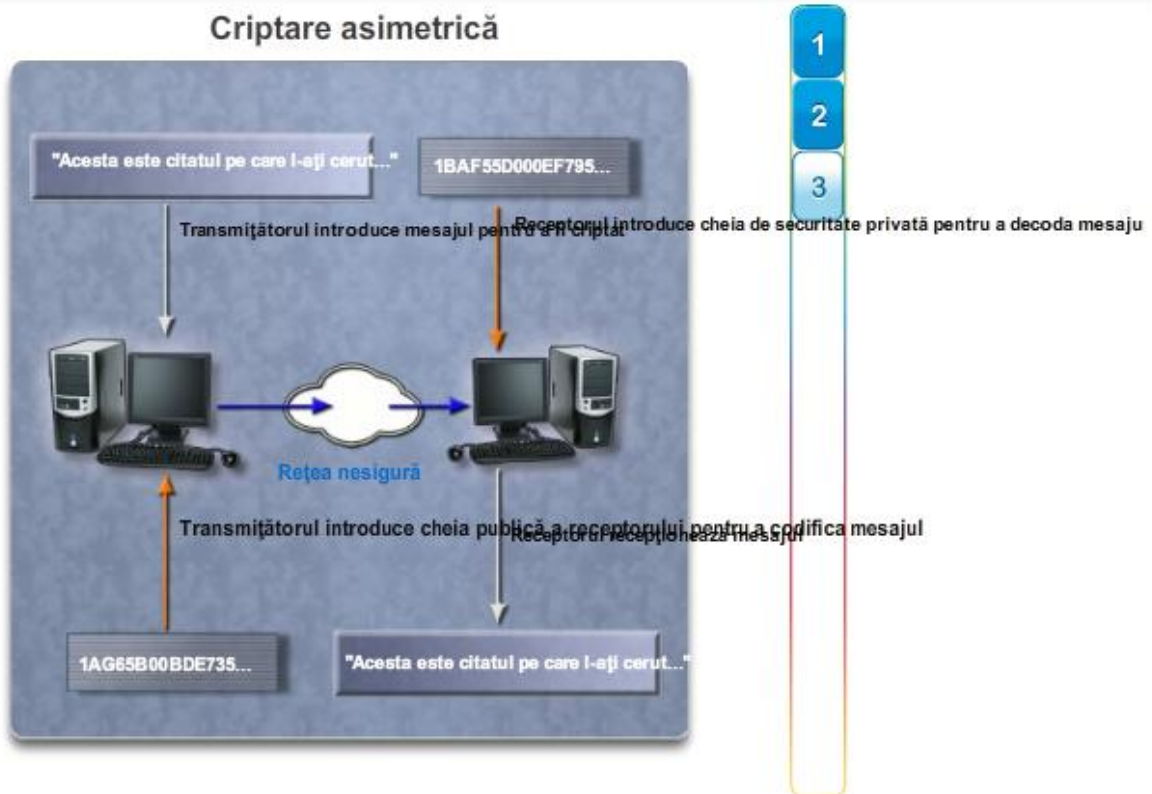 Criptare asimetrică
1
2
3
"Acesta este citatul pe care l-aţi cerut..."
1BAF55D000EF795...
Transmiţătorul introduce mesajul pentru a fi criptat
Receptorul introduce cheia de securitate privată pentru a decoda mesaju
Reţea nesigură
Transmiţătorul introduce cheia publică a receptorului pentru a codifica mesajul
Receptorul recepţionează mesajul
1AG65B00BDE735...
"Acesta este citatul pe care l-aţi cerut..."